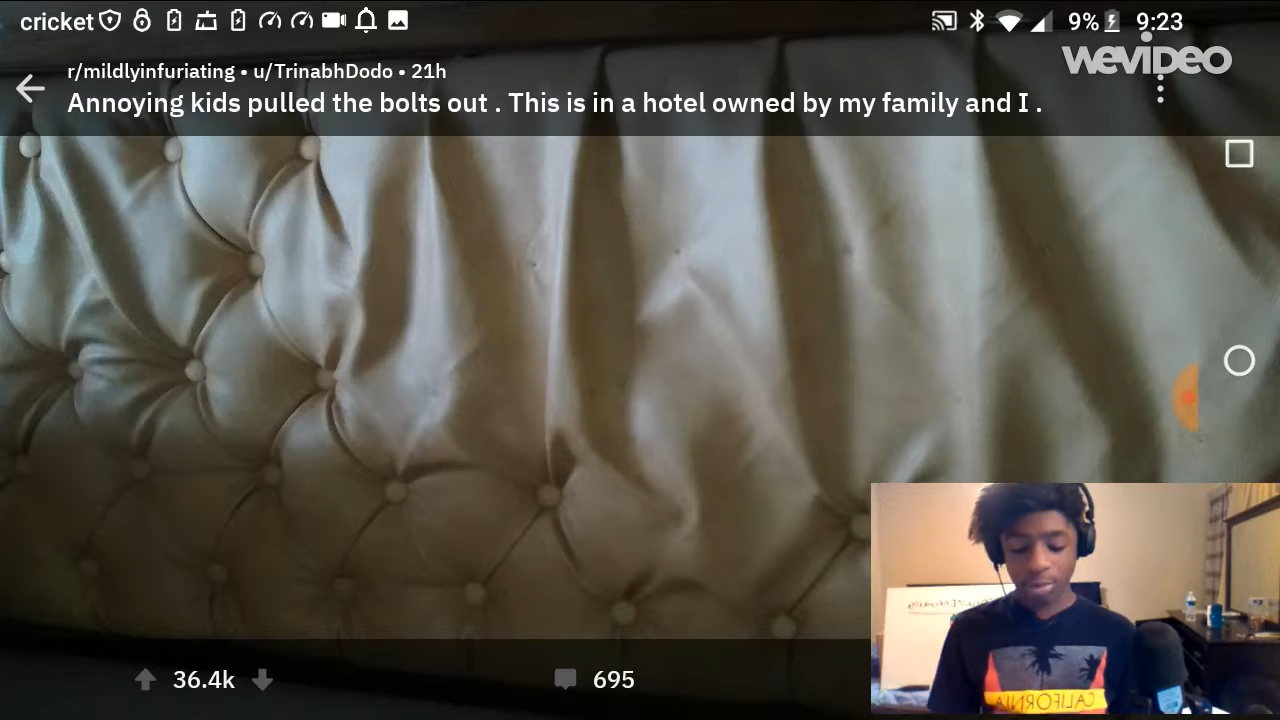 cricket 9% 9:23
wevideo
r/mildlyinfuriating • u/TrinabhDodo • 21h
Annoying kids pulled the bolts out . This is in a hotel owned by my family and I .
36.4k 695
CALIFORNIA